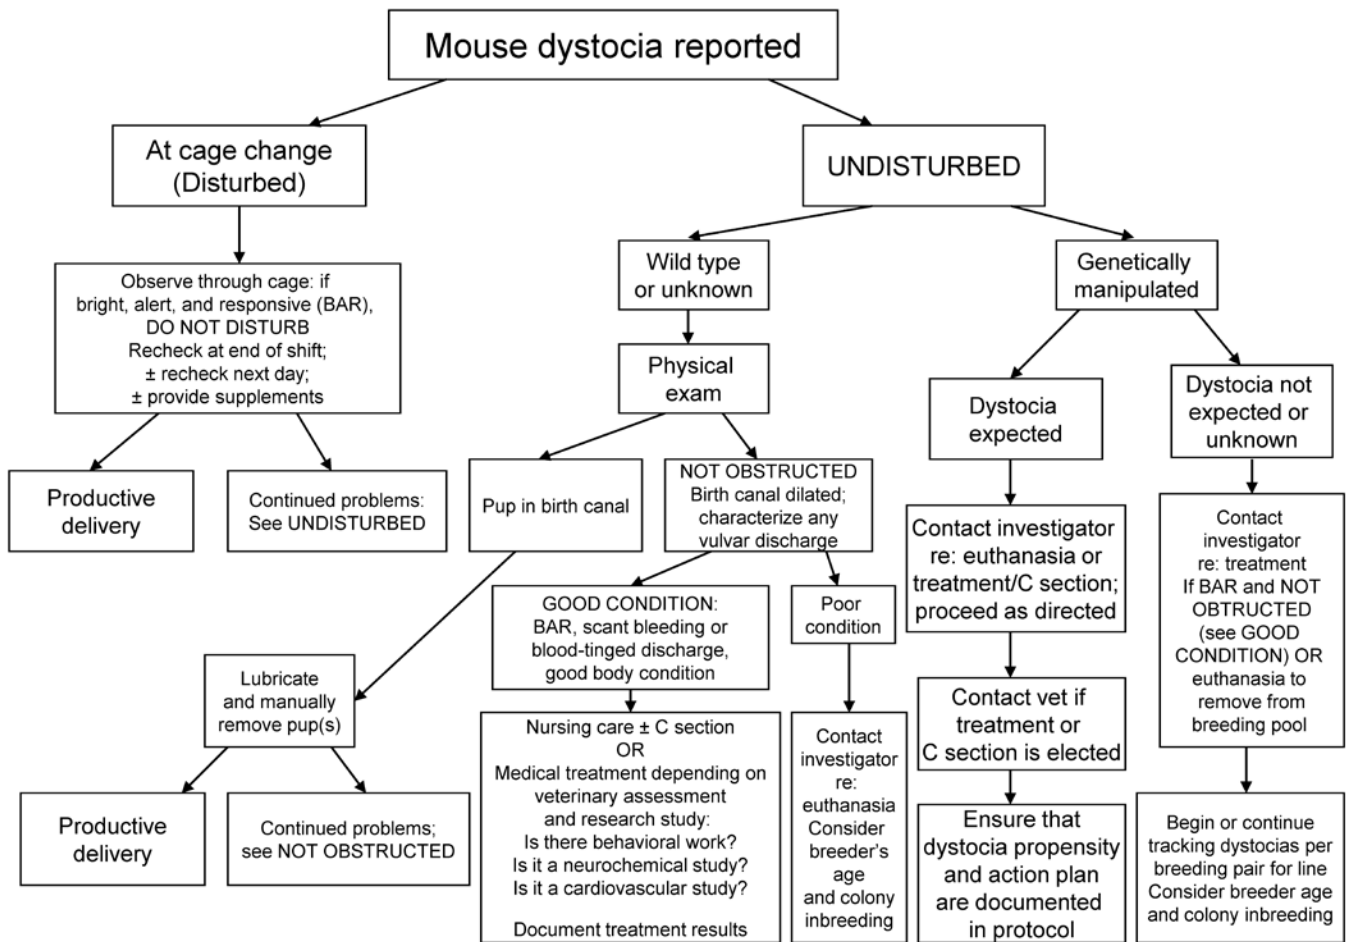 Mouse dystocia reported
At cage change
(Disturbed)
UNDISTURBED
Observe through cage: if
bright, alert, and responsive (BAR),
DO NOT DISTURB
Recheck at end of shift;
± recheck next day;
± provide supplements
Wild type
or unknown
Genetically
manipulated
Physical
exam
Dystocia
expected
Dystocia not
expected or
unknown
Productive
delivery
Continued problems:
See UNDISTURBED
Pup in birth canal
NOT OBSTRUCTED
Birth canal dilated;
characterize any
vulvar discharge
Contact investigator
re: euthanasia or
treatment/C section;
proceed as directed
Contact
investigator
re: treatment
If BAR and NOT
OBTRUCTED
(see GOOD
CONDITION) OR
euthanasia to
remove from
breeding pool
GOOD CONDITION:
BAR, scant bleeding or
blood-tinged discharge,
good body condition
Poor
condition
Lubricate
and manually
remove pup(s)
Contact vet if
treatment or
C section is elected
Nursing care ± C section
OR
Medical treatment depending on
veterinary assessment
and research study:
Is there behavioral work?
Is it a neurochemical study?
Is it a cardiovascular study?
Document treatment results
Contact
investigator
re:
euthanasia
Consider
breeder's
age
and colony
inbreeding
Productive
delivery
Continued problems;
see NOT OBSTRUCTED
Ensure that
dystocia propensity
and action plan
are documented
in protocol
Begin or continue
tracking dystocias per
breeding pair for line
Consider breeder age
and colony inbreeding